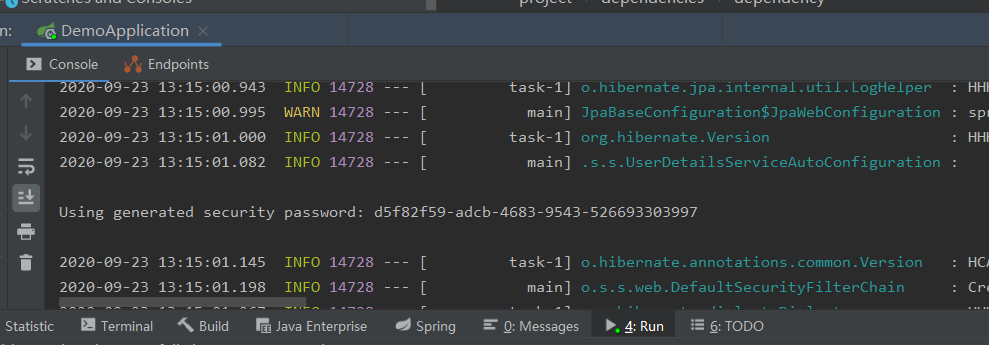 Scratches and Consoles
project dependencies dependency
n: DemoApplication
Console Endpoints
2020-09-23 13:15:00.943 INFO 14728 --- [ task-1] o.hibernate.jpa.internal.util.LogHelper : HHH
2020-09-23 13:15:00.995 WARN 14728 --- [ main] JpaBaseConfiguration$JpaWebConfiguration : spr
2020-09-23 13:15:01.000 INFO 14728 --- [ task-1] org.hibernate.Version : HHH
2020-09-23 13:15:01.082 INFO 14728 --- [ main] .s.s.UserDetailsServiceAutoConfiguration :
Using generated security password: d5f82f59-adcb-4683-9543-526693303997
2020-09-23 13:15:01.145 INFO 14728 --- [ task-1] o.hibernate.annotations.common.Version : HCA
2020-09-23 13:15:01.198 INFO 14728 --- [ main] o.s.s.web.DefaultSecurityFilterChain : Cre
Statistic Terminal Build Java Enterprise Spring 0: Messages 4: Run 6: TODO